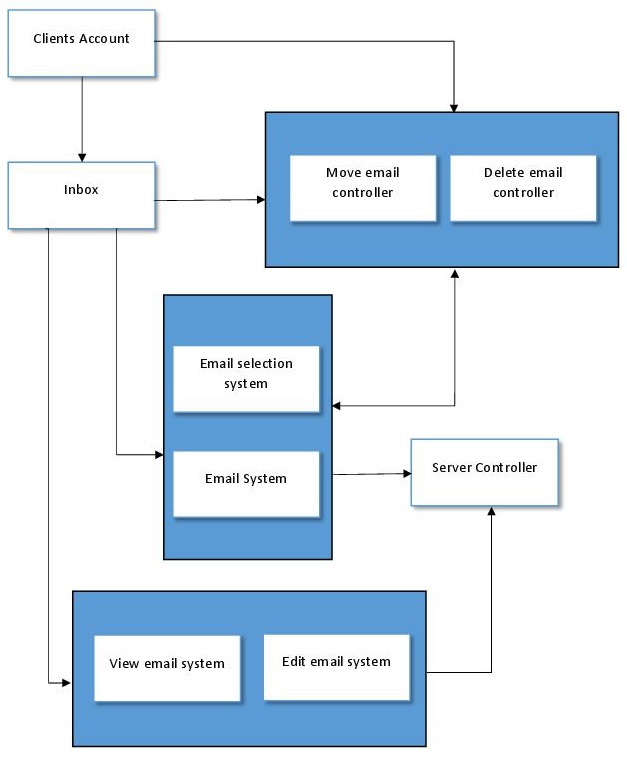 Clients Account
Inbox
Move email
controller
Delete email
controller
Email selection
system
Email System
Server Controller
View email system
Edit email system